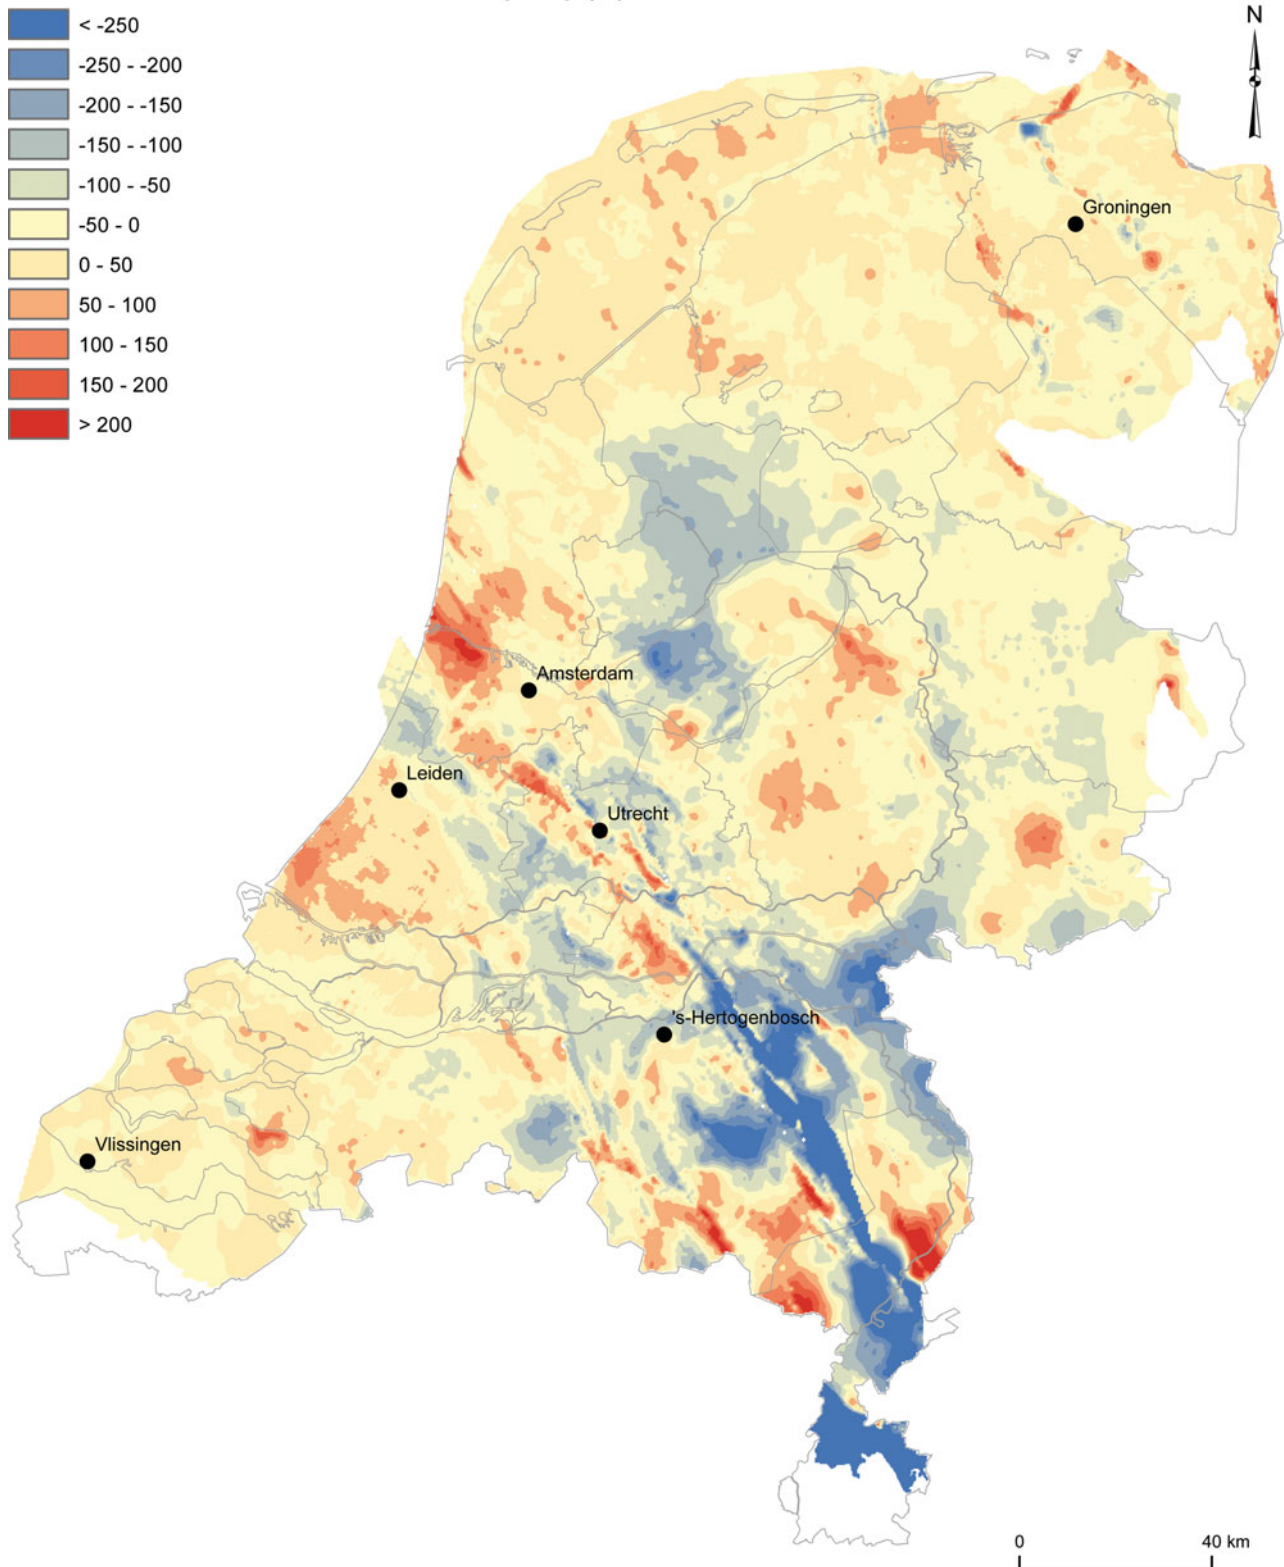 < -250
-250 - -200
-200 - -150
-150 - -100
-100 - -50
-50 - 0
0 - 50
50 - 100
100 - 150
150 - 200
> 200
N
Groningen
Amsterdam
Leiden
Utrecht
's-Hertogenbosch
Vlissingen
0 40 km